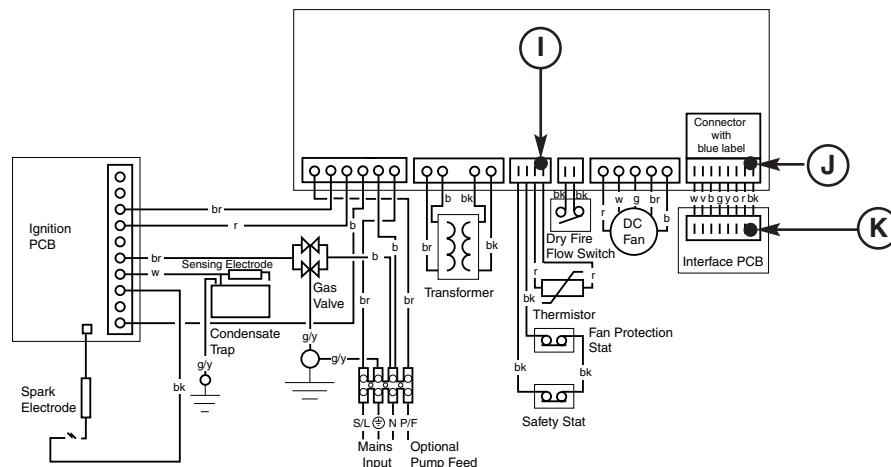 I
Connector
with
blue label
J
K
Ignition
PCB
br
r
b
br
w
Sensing Electrode
Gas
Valve
Condensate
Trap
g/y
g/y
g/y
bk
Spark
Electrode
br
b
b
S/L N P/F
Mains
Input
Optional
Pump Feed
br
b
bk
bk
Transformer
bk
bk
Dry Fire
Flow Switch
r
w
g
br
b
DC
Fan
w v b g y o r bk
Interface PCB
r
r
Thermistor
bk
bk
bk
Fan Protection
Stat
Safety Stat